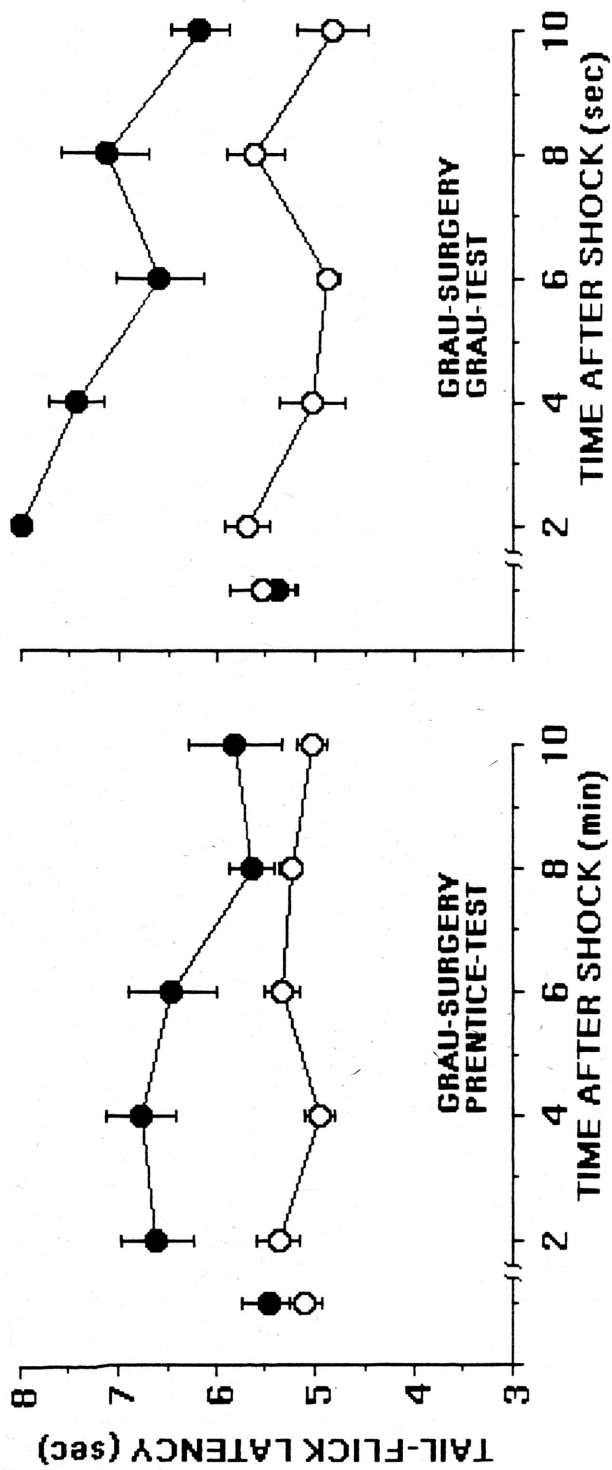 TAIL-FLICK LATENCY (sec)
8
7
6
5
4
3
GRAU-SURGERY
PRENTICE-TEST
2
4
6
8
10
TIME AFTER SHOCK (min)
GRAU-SURGERY
GRAU-TEST
2
4
6
8
10
TIME AFTER SHOCK (sec)